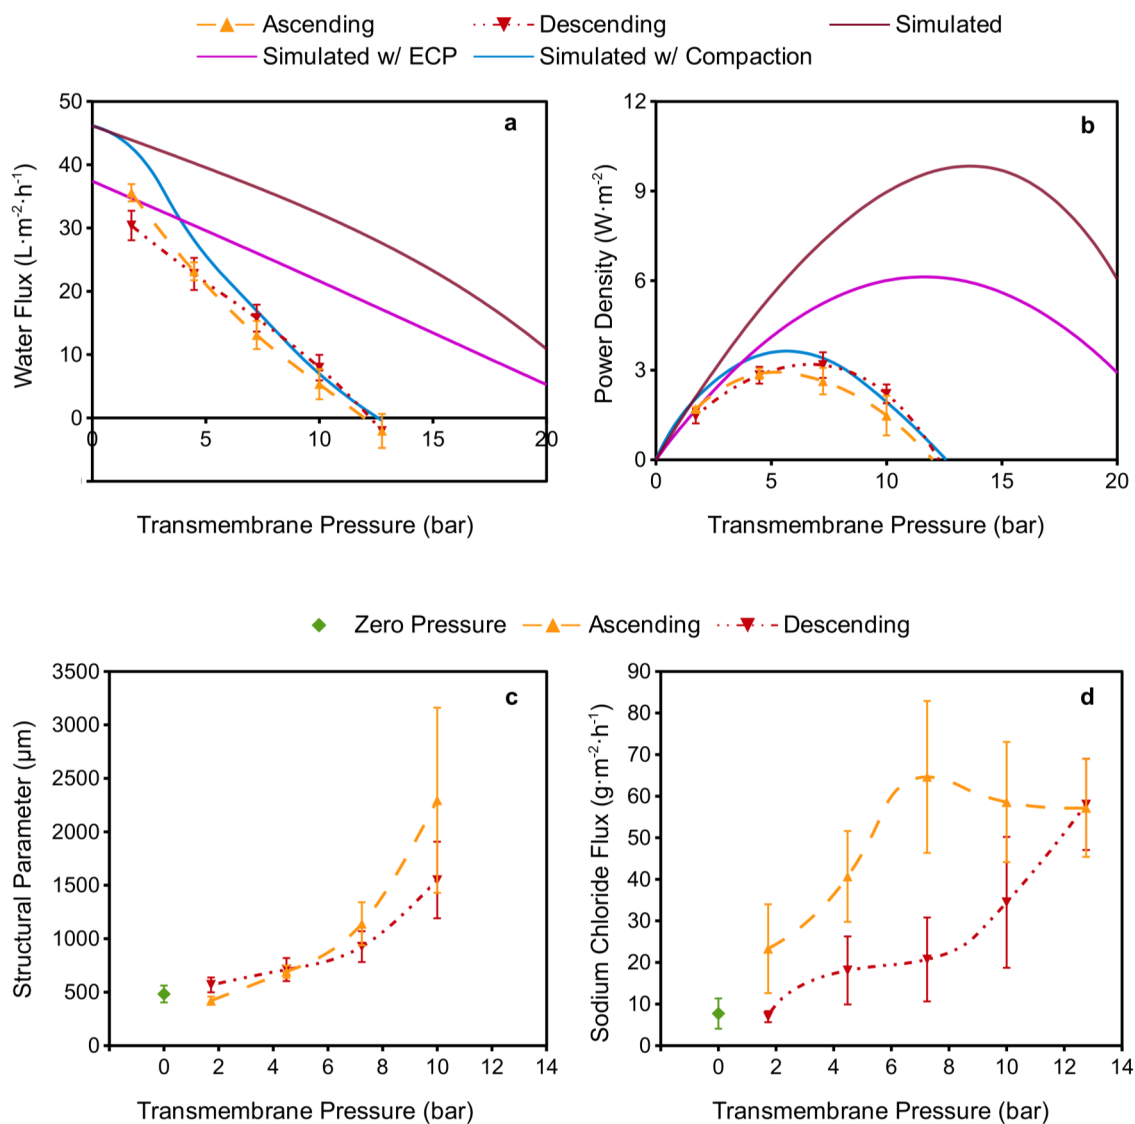 Ascending Descending Simulated
Simulated w/ ECP Simulated w/ Compaction
a
50
40
30
20
10
0
0 5 10 15 20
Water Flux (L·m⁻²·h⁻¹)
Transmembrane Pressure (bar)
b
12
9
6
3
0
0 5 10 15 20
Power Density (W·m⁻²)
Transmembrane Pressure (bar)
Zero Pressure Ascending Descending
c
3500
3000
2500
2000
1500
1000
500
0
0 2 4 6 8 10 12 14
Structural Parameter (µm)
Transmembrane Pressure (bar)
d
90
80
70
60
50
40
30
20
10
0
0 2 4 6 8 10 12 14
Sodium Chloride Flux (g·m⁻²·h⁻¹)
Transmembrane Pressure (bar)